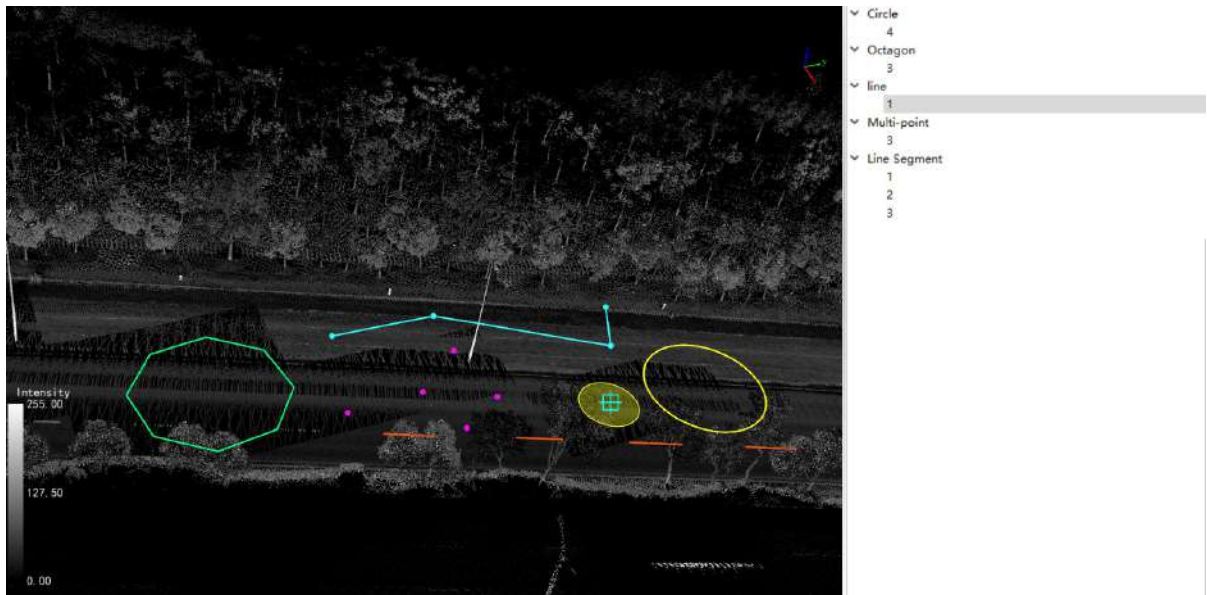 Circle
4
Octagon
3
line
1
Multi-point
3
Line Segment
1
2
3
Intensity
255.00
127.50
0.00